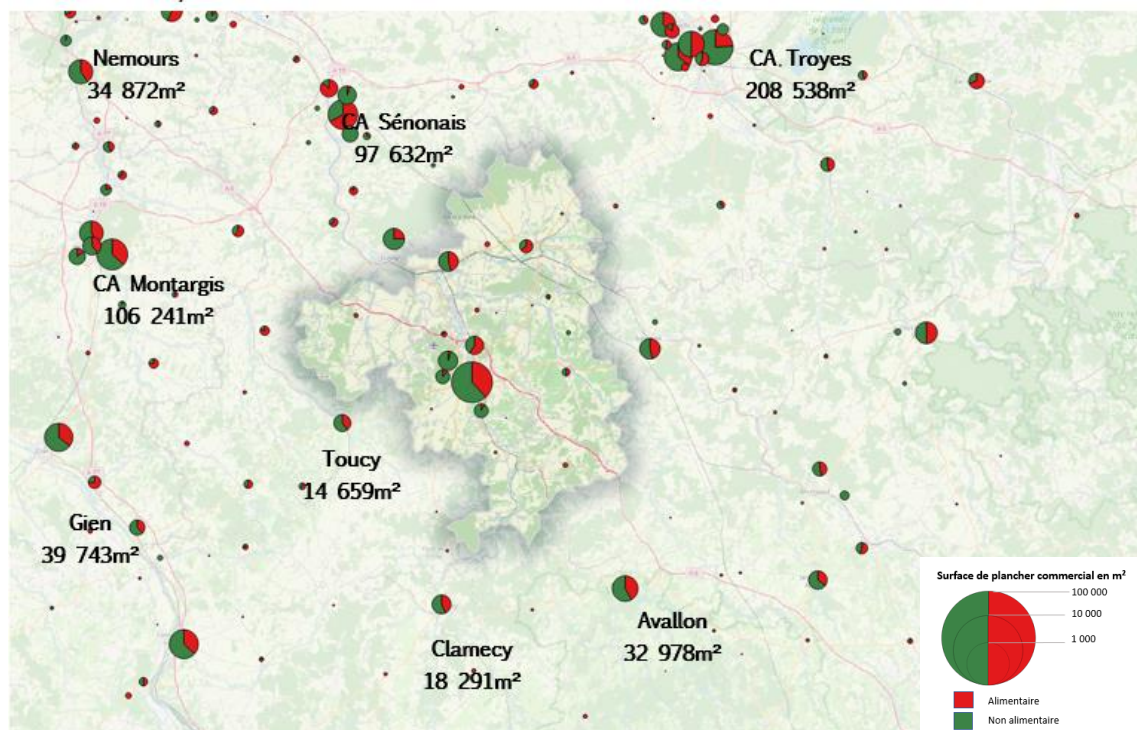 Nemours
34 872m²
CA Sénonais
97 632m²
CA Troyes
208 538m²
CA Montargis
106 241m²
Toucy
14 659m²
Gien
39 743m²
Clamecy
18 291m²
Avallon
32 978m²
Surface de plancher commercial en m²
100 000
10 000
1 000
Alimentaire
Non alimentaire